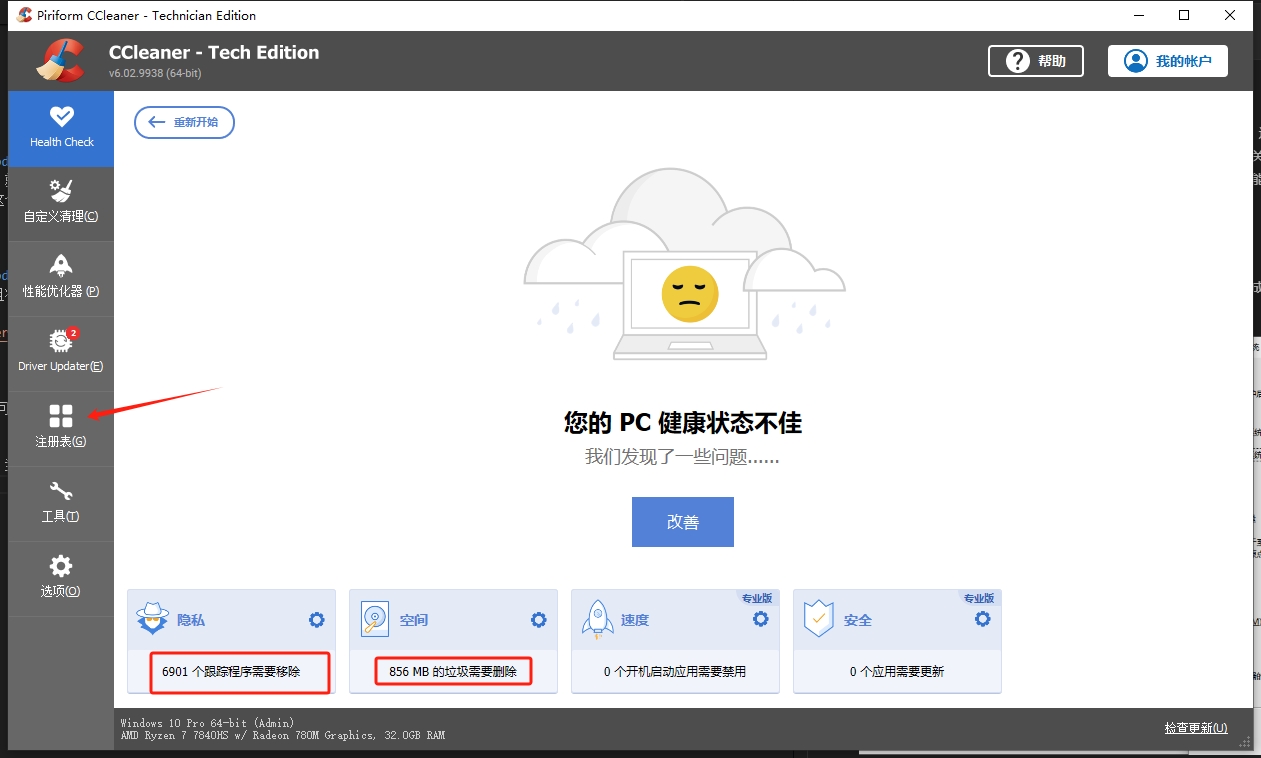 Piriform CCleaner - Technician Edition
CCleaner - Tech Edition
v6.02.9938 (64-bit)
帮助
我的帐户
Health Check
自定义清理(C)
性能优化器 (P)
2
Driver Updater(E)
注册表(G)
工具(T)
选项(O)
重新开始
您的 PC 健康状态不佳
我们发现了一些问题......
改善
隐私
6901 个跟踪程序需要移除
空间
856 MB 的垃圾需要删除
专业版
速度
0 个开机启动应用需要禁用
专业版
安全
0 个应用需要更新
Windows 10 Pro 64-bit (Admin)
AMD Ryzen 7 7840HS w/ Radeon 780M Graphics, 32.0GB RAM
检查更新(U)